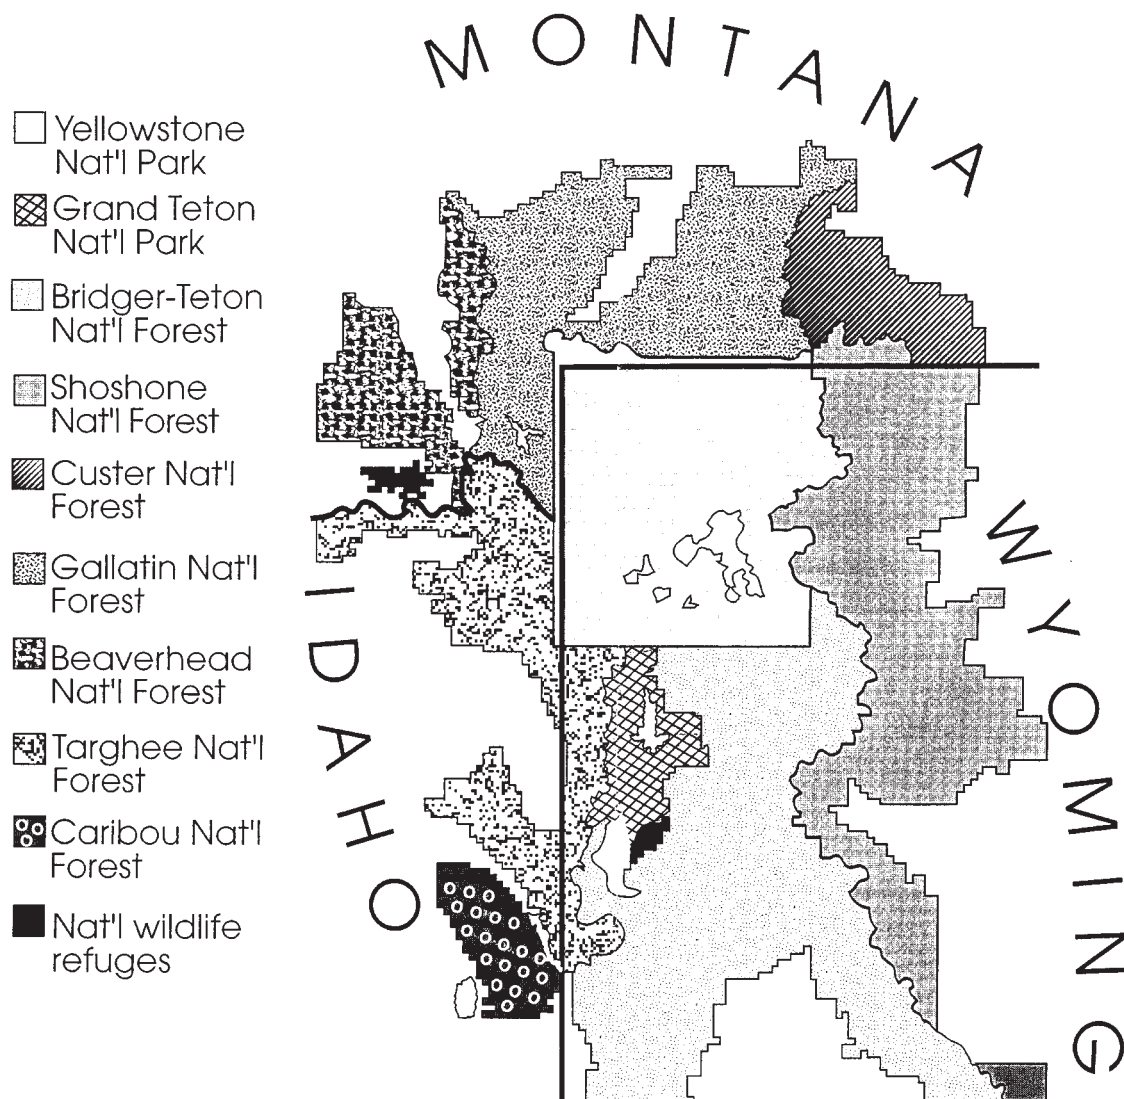 MONTANA
Yellowstone
Nat'l Park
Grand Teton
Nat'l Park
Bridger-Teton
Nat'l Forest
Shoshone
Nat'l Forest
Custer Nat'l
Forest
Gallatin Nat'l
Forest
Beaverhead
Nat'l Forest
Targhee Nat'l
Forest
Caribou Nat'l
Forest
Nat'l wildlife
refuges
IDAHO
WYOMING